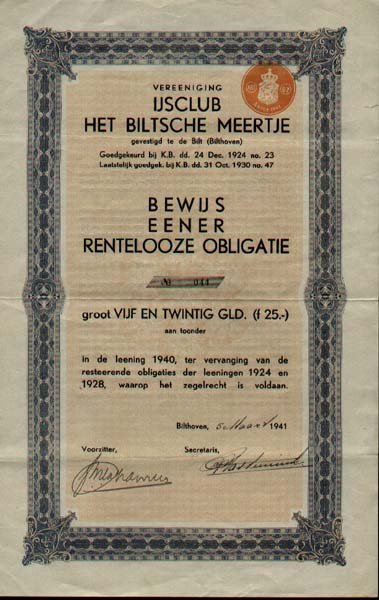 VEREENIGING
IJSCLUB
HET BILTSCHE MEERTJE
gevestigd te de Bilt (Bilthoven)
Goedgekeurd bij K.B. dd. 24 Dec. 1924 no. 23
Laatstelijk goedgek. bij K.B. dd. 31 Oct. 1930 no. 47
BEWIJS
EENER
RENTELOOZE OBLIGATIE
No 044
groot VIJF EN TWINTIG GLD. (f 25.-)
aan toonder
in de leening 1940, ter vervanging van de
resteerende obligaties der leeningen 1924 en
1928, waarop het zegelrecht is voldaan.
Bilthoven, 5 Maart 1941
Voorzitter, Secretaris,